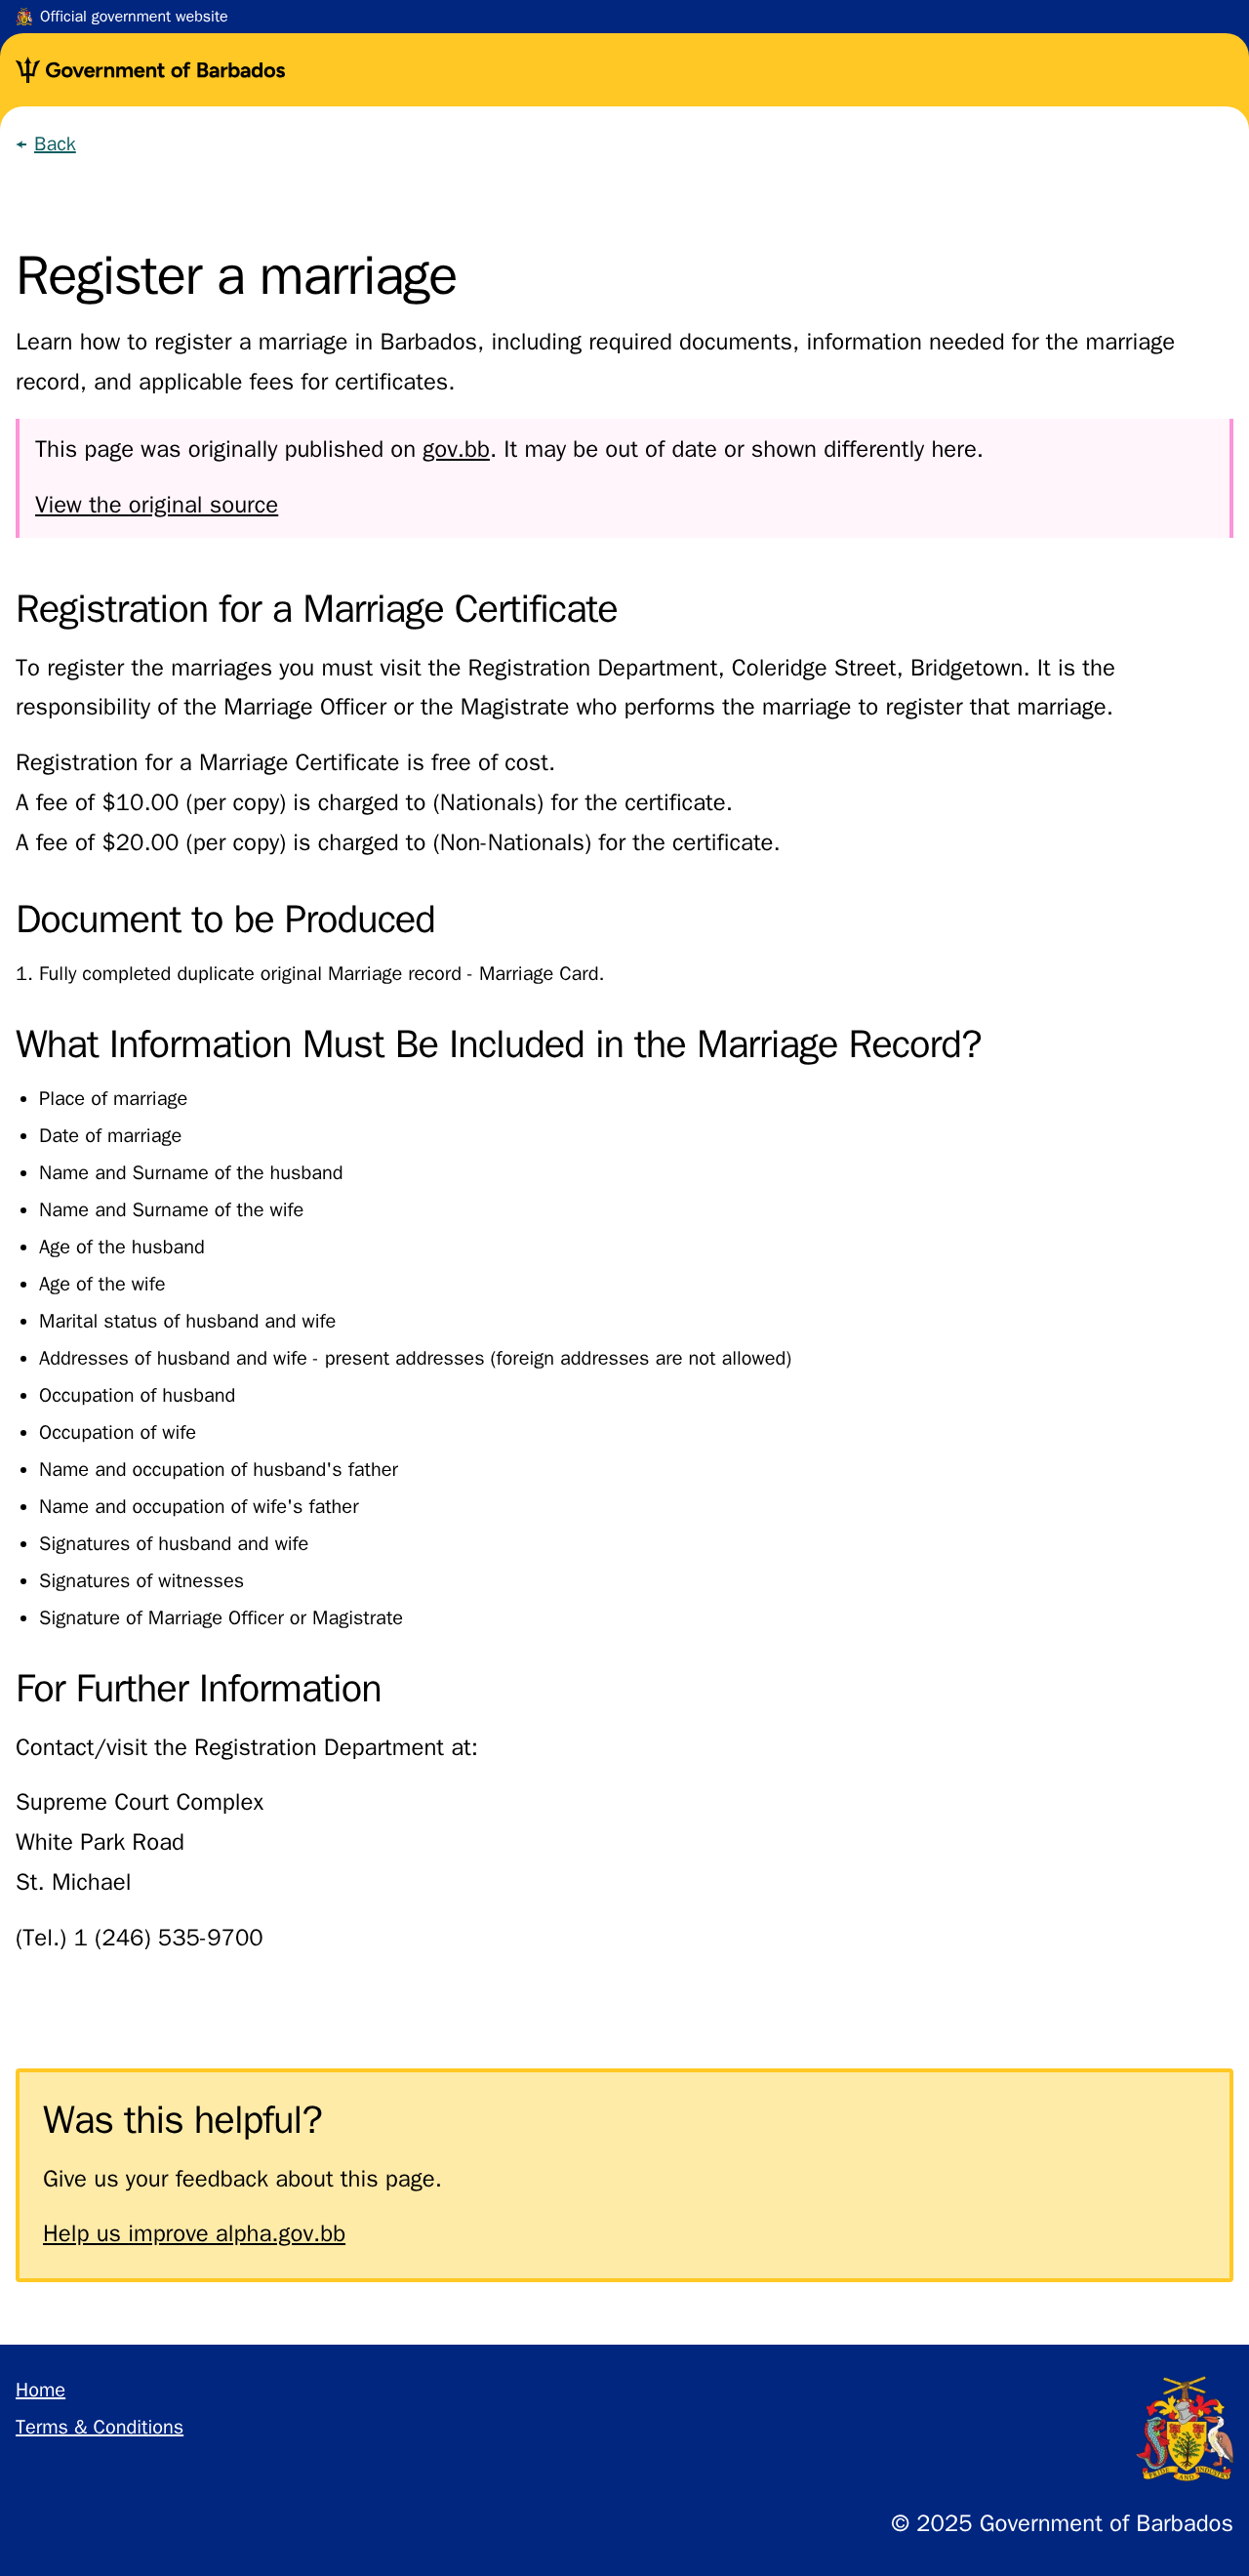 Official government website
Government of Barbados
← Back
Register a marriage
Learn how to register a marriage in Barbados, including required documents, information needed for the marriage
record, and applicable fees for certificates.
This page was originally published on gov.bb. It may be out of date or shown differently here.
View the original source
Registration for a Marriage Certificate
To register the marriages you must visit the Registration Department, Coleridge Street, Bridgetown. It is the
responsibility of the Marriage Officer or the Magistrate who performs the marriage to register that marriage.
Registration for a Marriage Certificate is free of cost.
A fee of $10.00 (per copy) is charged to (Nationals) for the certificate.
A fee of $20.00 (per copy) is charged to (Non-Nationals) for the certificate.
Document to be Produced
1. Fully completed duplicate original Marriage record - Marriage Card.
What Information Must Be Included in the Marriage Record?
• Place of marriage
• Date of marriage
• Name and Surname of the husband
• Name and Surname of the wife
• Age of the husband
• Age of the wife
• Marital status of husband and wife
• Addresses of husband and wife - present addresses (foreign addresses are not allowed)
• Occupation of husband
• Occupation of wife
• Name and occupation of husband's father
• Name and occupation of wife's father
• Signatures of husband and wife
• Signatures of witnesses
• Signature of Marriage Officer or Magistrate
For Further Information
Contact/visit the Registration Department at:
Supreme Court Complex
White Park Road
St. Michael
(Tel.) 1 (246) 535-9700
Was this helpful?
Give us your feedback about this page.
Help us improve alpha.gov.bb
Home
Terms & Conditions
PRIDE AND INDUSTRY
© 2025 Government of Barbados